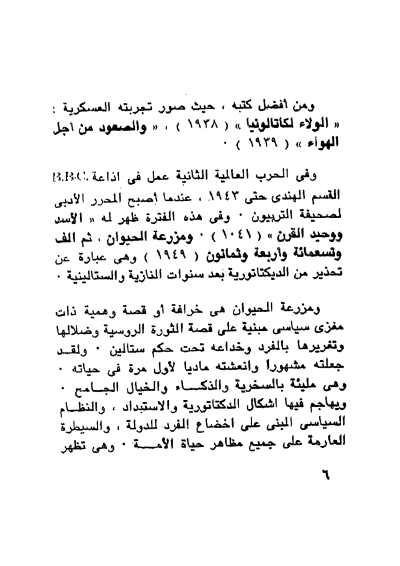 ومن أفضل كتبه ، حيث صور تجربته العسكرية :
« الولاء لكاتالونيا » ( ١٩٣٨ ) ، « والصعود من أجل
الهواء » ( ١٩٣٩ ) ٠
وفى الحرب العالمية الثانية عمل فى اذاعة B.B.C.
القسم الهندى حتى ١٩٤٣ ، عندما أصبح المحرر الأدبى
لصحيفة التربيون ٠ وفى هذه الفترة ظهر له « الأسد
ووحيد القرن » ( ١٠٤١ ) ٠ ومزرعة الحيوان ، ثم الف
وتسعمائة وأربعة وثمانون ( ١٩٤٩ ) وهى عبارة عن
تحذير من الديكتاتورية بعد سنوات النازية والستالينية ٠
ومزرعة الحيوان هى خرافة أو قصة وهمية ذات
مغزى سياسى مبنية على قصة الثورة الروسية وضلالها
وتغريرها بالفرد وخداعه تحت حكم ستالين ٠ ولقد
جعلته مشهورا وانعشته ماديا لأول مرة فى حياته ٠
وهى مليئة بالسخرية والذكاء والخيال الجامح ٠
ويهاجم فيها اشكال الدكتاتورية والاستبداد ، والنظام
السياسى المبنى على اخضاع الفرد للدولة ، والسيطرة
العارمة على جميع مظاهر حياة الأمة ٠ وهى تظهر
٦